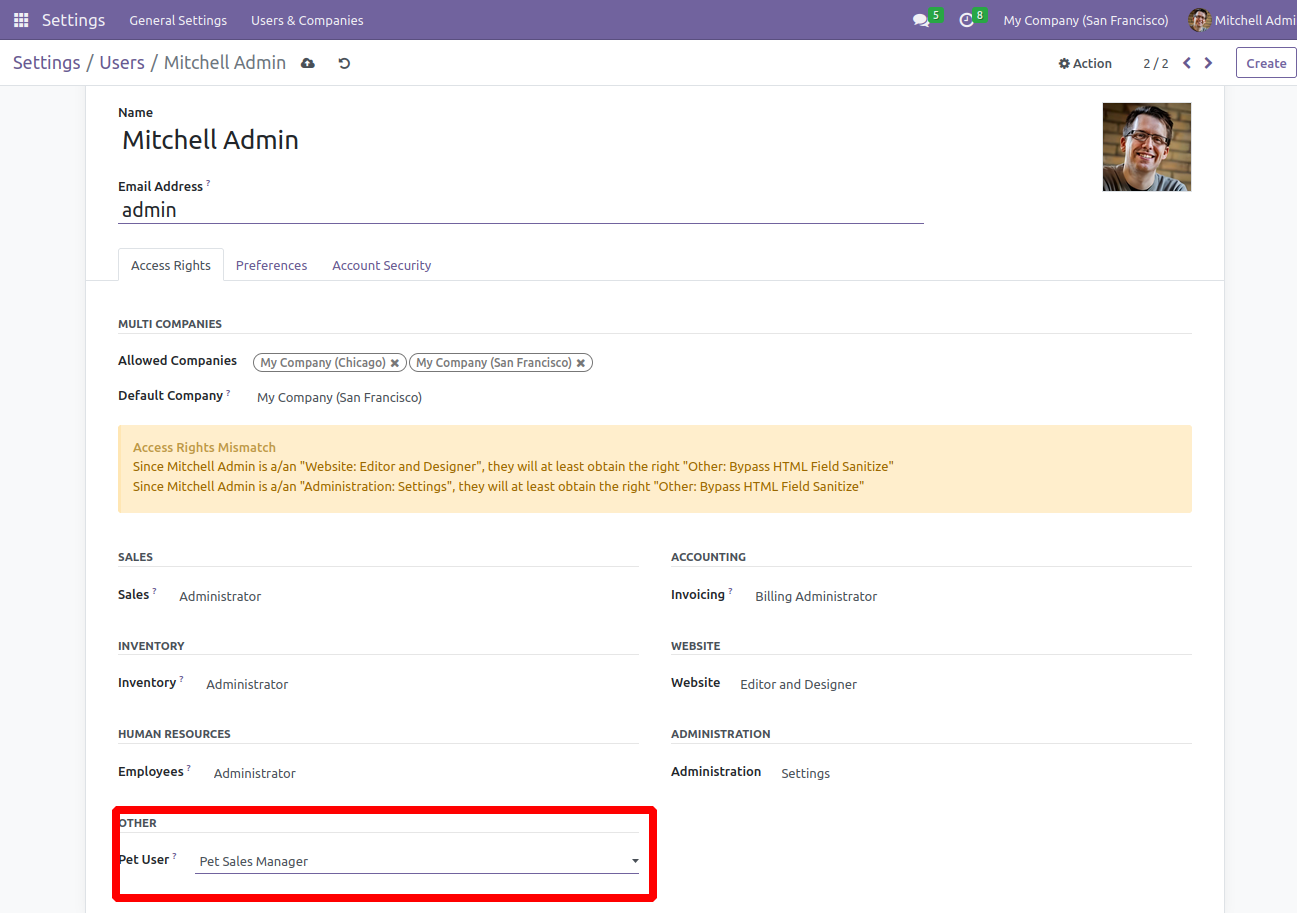 Settings General Settings Users & Companies 5 8 My Company (San Francisco) Mitchell Admi
Settings / Users / Mitchell Admin Action 2 / 2 Create
Name
Mitchell Admin
Email Address ?
admin
Access Rights Preferences Account Security
MULTI COMPANIES
Allowed Companies My Company (Chicago) My Company (San Francisco)
Default Company ? My Company (San Francisco)
Access Rights Mismatch
Since Mitchell Admin is a/an "Website: Editor and Designer", they will at least obtain the right "Other: Bypass HTML Field Sanitize"
Since Mitchell Admin is a/an "Administration: Settings", they will at least obtain the right "Other: Bypass HTML Field Sanitize"
SALES ACCOUNTING
Sales ? Administrator Invoicing ? Billing Administrator
INVENTORY WEBSITE
Inventory ? Administrator Website Editor and Designer
HUMAN RESOURCES ADMINISTRATION
Employees ? Administrator Administration Settings
OTHER
Pet User ? Pet Sales Manager